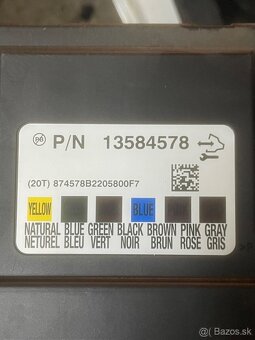 P/N 13584578
(20T) 874578B2205800F7
YELLOW BLUE
NATURAL BLUE GREEN BLACK BROWN PINK GRAY
NETUREL BLEU VERT NOIR BRUN ROSE GRIS
bazos.sk